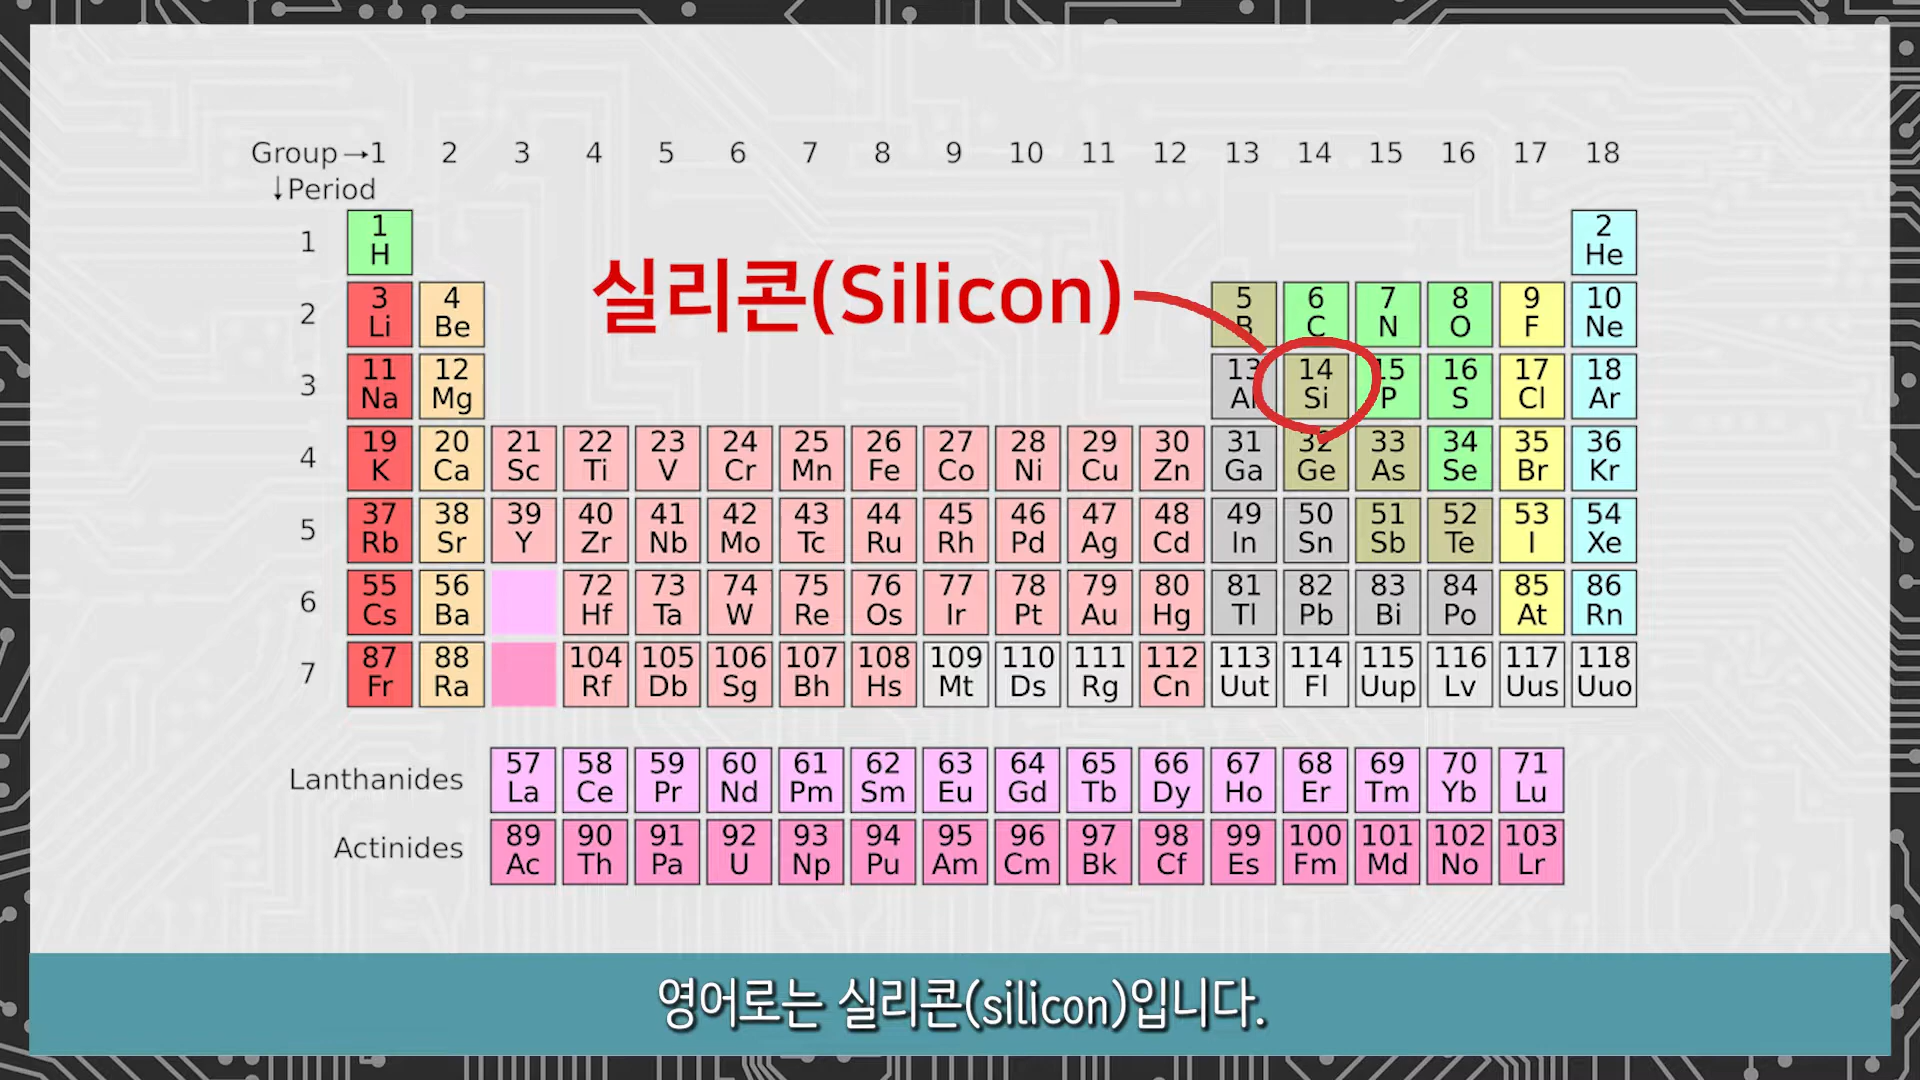 Group→1 2 3 4 5 6 7 8 9 10 11 12 13 14 15 16 17 18
↓Period
1 1 H 2 He
실리콘(Silicon)
2 3 Li 4 Be 5 B 6 C 7 N 8 O 9 F 10 Ne
3 11 Na 12 Mg 13 Al 14 Si 15 P 16 S 17 Cl 18 Ar
4 19 K 20 Ca 21 Sc 22 Ti 23 V 24 Cr 25 Mn 26 Fe 27 Co 28 Ni 29 Cu 30 Zn 31 Ga 32 Ge 33 As 34 Se 35 Br 36 Kr
5 37 Rb 38 Sr 39 Y 40 Zr 41 Nb 42 Mo 43 Tc 44 Ru 45 Rh 46 Pd 47 Ag 48 Cd 49 In 50 Sn 51 Sb 52 Te 53 I 54 Xe
6 55 Cs 56 Ba 72 Hf 73 Ta 74 W 75 Re 76 Os 77 Ir 78 Pt 79 Au 80 Hg 81 Tl 82 Pb 83 Bi 84 Po 85 At 86 Rn
7 87 Fr 88 Ra 104 Rf 105 Db 106 Sg 107 Bh 108 Hs 109 Mt 110 Ds 111 Rg 112 Cn 113 Uut 114 Fl 115 Uup 116 Lv 117 Uus 118 Uuo
Lanthanides 57 La 58 Ce 59 Pr 60 Nd 61 Pm 62 Sm 63 Eu 64 Gd 65 Tb 66 Dy 67 Ho 68 Er 69 Tm 70 Yb 71 Lu
Actinides 89 Ac 90 Th 91 Pa 92 U 93 Np 94 Pu 95 Am 96 Cm 97 Bk 98 Cf 99 Es 100 Fm 101 Md 102 No 103 Lr
영어로는 실리콘(silicon)입니다.